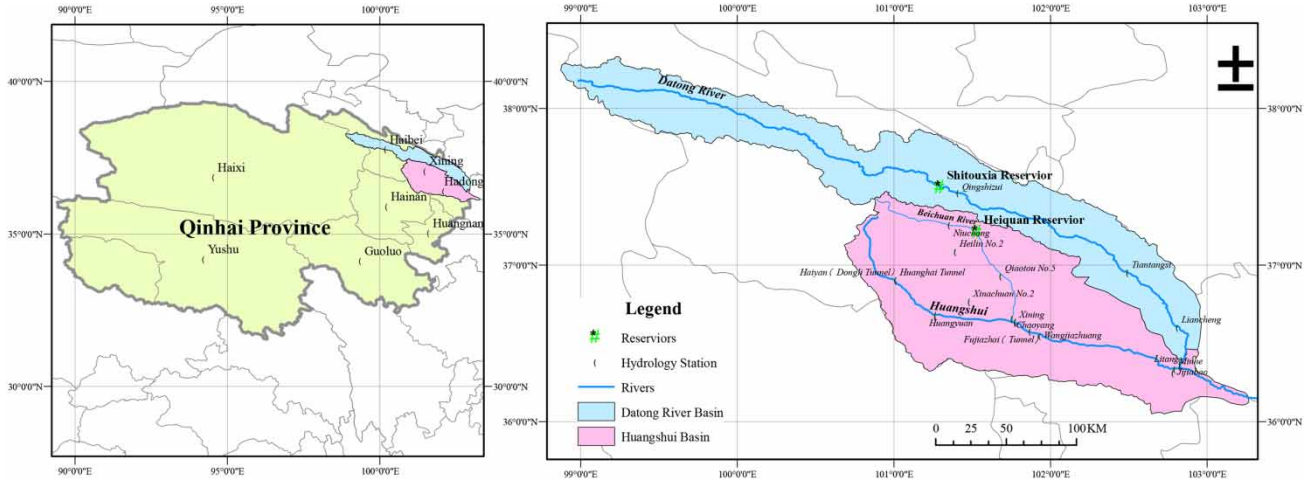 90°0'0"E
95°0'0"E
100°0'0"E
40°0'0"N
35°0'0"N
30°0'0"N
Haibei
Xining
Haixi
Hadong
Hainan
Qinhai Province
Huangnan
Yushu
Guoluo
40°0'0"N
35°0'0"N
30°0'0"N
90°0'0"E
95°0'0"E
100°0'0"E
99°0'0"E
100°0'0"E
101°0'0"E
102°0'0"E
103°0'0"E
38°0'0"N
37°0'0"N
36°0'0"N
Datong River
Shitouxia Reservior
Qingshizui
Beichuan River
Heiquan Reservior
Niuchang
Heilin No.2
Haiyan ( Dongli Tunnel )
Huanghai Tunnel
Qiaotou No.5
Tiantangsi
Xinachuan No.2
Huangshui
Huangyuan
Xining
Chaoyang
Fujiazhai ( Tunnel )
Wangjiazhuang
Liancheng
Jijiabao
Legend
Reserviors
Hydrology Station
Rivers
Datong River Basin
Huangshui Basin
0 25 50 100 KM
38°0'0"N
37°0'0"N
36°0'0"N
99°0'0"E
100°0'0"E
101°0'0"E
102°0'0"E
103°0'0"E